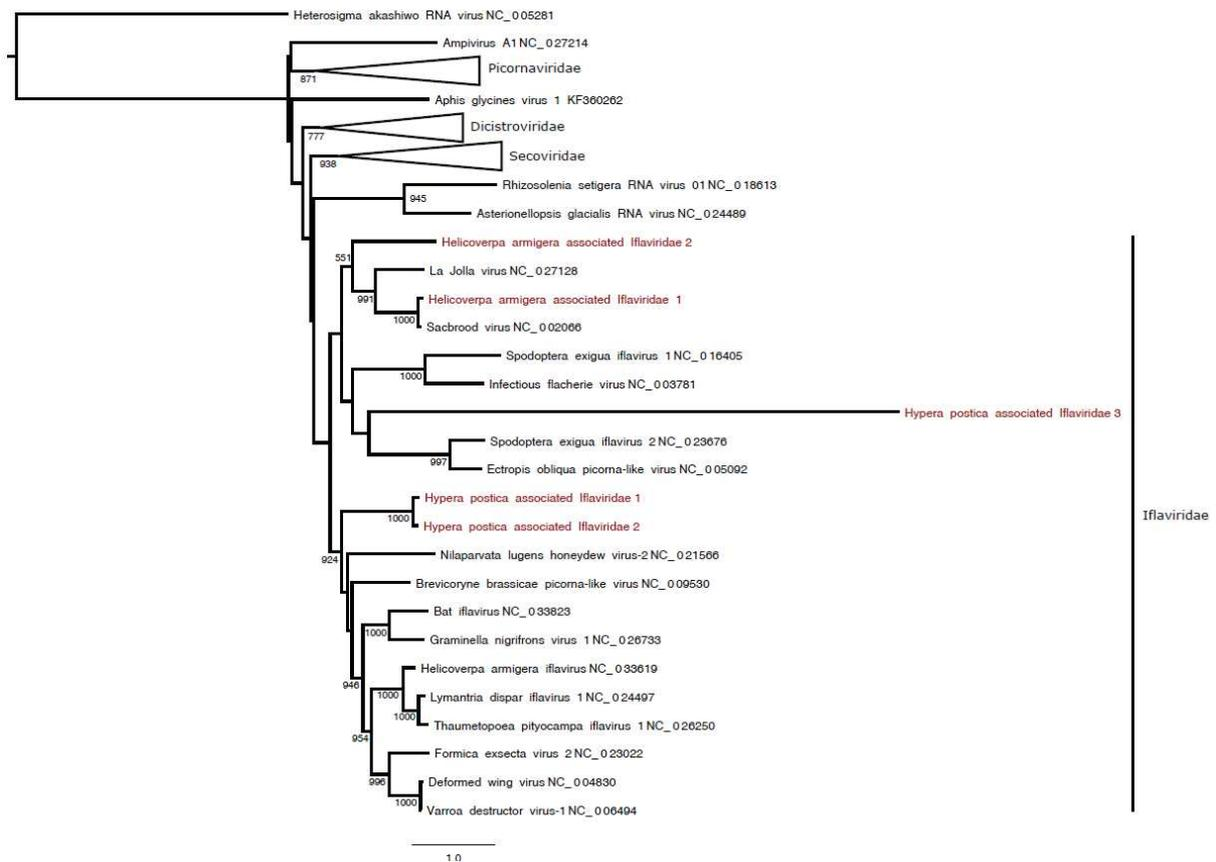 Heterosigma akashiwo RNA virus NC_005281
Ampivirus A1 NC_027214
Picornaviridae
871
Aphis glycines virus 1 KF360262
Dicistroviridae
777
Secoviridae
938
Rhizosolenia setigera RNA virus 01 NC_018613
945
Asterionellopsis glacialis RNA virus NC_024489
Helicoverpa armigera associated Iflaviridae 2
551
La Jolla virus NC_027128
991
Helicoverpa armigera associated Iflaviridae 1
1000
Sacbrood virus NC_002066
Spodoptera exigua iflavirus 1 NC_016405
1000
Infectious flacherie virus NC_003781
Hypera postica associated Iflaviridae 3
Spodoptera exigua iflavirus 2 NC_023676
997
Ectropis obliqua picorna-like virus NC_005092
Hypera postica associated Iflaviridae 1
1000
Iflaviridae
Hypera postica associated Iflaviridae 2
Nilaparvata lugens honeydew virus-2 NC_021566
924
Brevicoryne brassicae picorna-like virus NC_009530
Bat iflavirus NC_033823
1000
Graminella nigrifrons virus 1 NC_026733
Helicoverpa armigera iflavirus NC_033619
946
1000
Lymantria dispar iflavirus 1 NC_024497
1000
Thaumetopoea pityocampa iflavirus 1 NC_026250
954
Formica exsecta virus 2 NC_023022
996
Deformed wing virus NC_004830
1000
Varroa destructor virus-1 NC_006494
1.0